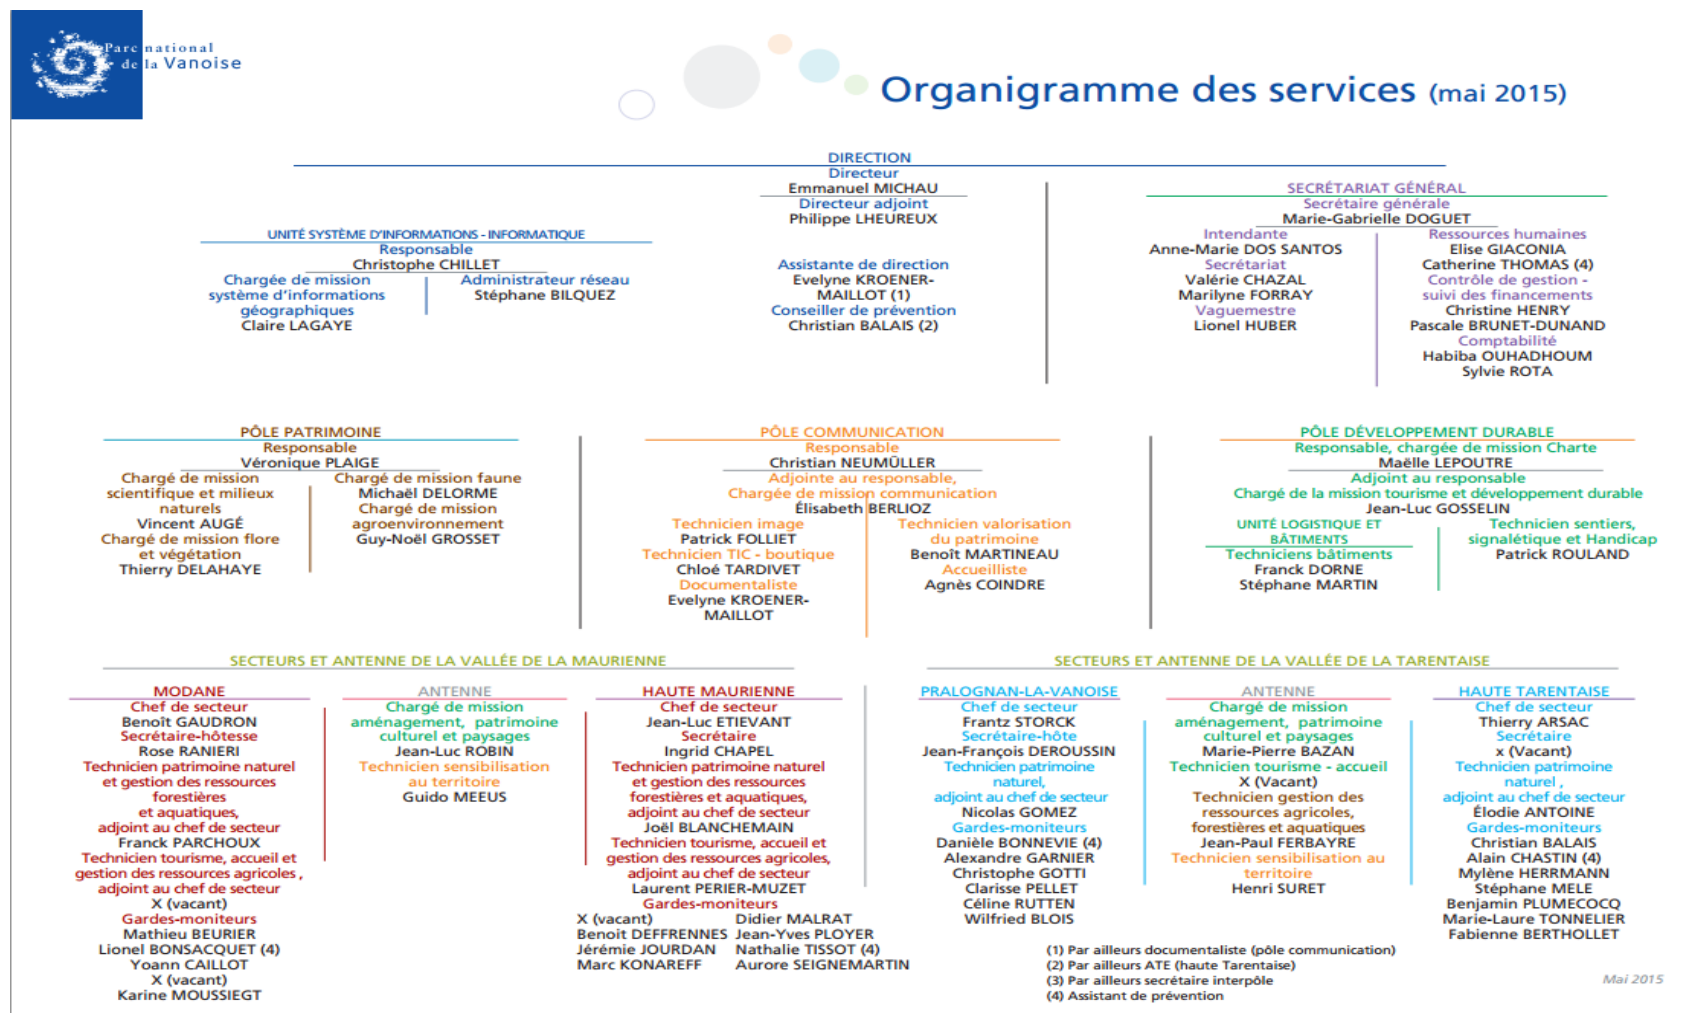 Parc national
de la Vanoise
Organigramme des services (mai 2015)
DIRECTION
Directeur
Emmanuel MICHAU
Directeur adjoint
Philippe LHEUREUX
Assistante de direction
Evelyne KROENER-
MAILLOT (1)
Conseiller de prévention
Christian BALAIS (2)
UNITÉ SYSTÈME D'INFORMATIONS - INFORMATIQUE
Responsable
Christophe CHILLET
Chargée de mission
système d'informations
géographiques
Claire LAGAYE
Administrateur réseau
Stéphane BILQUEZ
SECRÉTARIAT GÉNÉRAL
Secrétaire générale
Marie-Gabrielle DOGUET
Intendante
Anne-Marie DOS SANTOS
Secrétariat
Valérie CHAZAL
Marilyne FORRAY
Vaguemestre
Lionel HUBER
Ressources humaines
Elise GIACONIA
Catherine THOMAS (4)
Contrôle de gestion -
suivi des financements
Christine HENRY
Pascale BRUNET-DUNAND
Comptabilité
Habiba OUHADHOUM
Sylvie ROTA
PÔLE PATRIMOINE
Responsable
Véronique PLAIGE
Chargé de mission
scientifique et milieux
naturels
Vincent AUGÉ
Chargé de mission flore
et végétation
Thierry DELAHAYE
Chargé de mission faune
Michaël DELORME
Chargé de mission
agroenvironnement
Guy-Noël GROSSET
PÔLE COMMUNICATION
Responsable
Christian NEUMÜLLER
Adjointe au responsable,
Chargée de mission communication
Élisabeth BERLIOZ
Technicien image
Patrick FOLLIET
Technicien TIC - boutique
Chloé TARDIVET
Documentaliste
Evelyne KROENER-
MAILLOT
Technicien valorisation
du patrimoine
Benoît MARTINEAU
Accueilliste
Agnès COINDRE
PÔLE DÉVELOPPEMENT DURABLE
Responsable, chargée de mission Charte
Maëlle LEPOUTRE
Adjoint au responsable
Chargé de la mission tourisme et développement durable
Jean-Luc GOSSELIN
UNITÉ LOGISTIQUE ET
BÂTIMENTS
Techniciens bâtiments
Franck DORNE
Stéphane MARTIN
Technicien sentiers,
signalétique et Handicap
Patrick ROULAND
SECTEURS ET ANTENNE DE LA VALLÉE DE LA MAURIENNE
MODANE
Chef de secteur
Benoît GAUDRON
Secrétaire-hôtesse
Rose RANIERI
Technicien patrimoine naturel
et gestion des ressources
forestières
et aquatiques,
adjoint au chef de secteur
Franck PARCHOUX
Technicien tourisme, accueil et
gestion des ressources agricoles ,
adjoint au chef de secteur
X (vacant)
Gardes-moniteurs
Mathieu BEURIER
Lionel BONSACQUET (4)
Yoann CAILLOT
X (vacant)
Karine MOUSSIEGT
ANTENNE
Chargé de mission
aménagement, patrimoine
culturel et paysages
Jean-Luc ROBIN
Technicien sensibilisation
au territoire
Guido MEEUS
HAUTE MAURIENNE
Chef de secteur
Jean-Luc ETIEVANT
Secrétaire
Ingrid CHAPEL
Technicien patrimoine naturel
et gestion des ressources
forestières et aquatiques,
adjoint au chef de secteur
Joël BLANCHEMAIN
Technicien tourisme, accueil et
gestion des ressources agricoles,
adjoint au chef de secteur
Laurent PERIER-MUZET
Gardes-moniteurs
X (vacant) Didier MALRAT
Benoit DEFFRENNES Jean-Yves PLOYER
Jérémie JOURDAN Nathalie TISSOT (4)
Marc KONAREFF Aurore SEIGNEMARTIN
SECTEURS ET ANTENNE DE LA VALLÉE DE LA TARENTAISE
PRALOGNAN-LA-VANOISE
Chef de secteur
Frantz STORCK
Secrétaire-hôte
Jean-François DEROUSSIN
Technicien patrimoine
naturel,
adjoint au chef de secteur
Nicolas GOMEZ
Gardes-moniteurs
Danièle BONNEVIE (4)
Alexandre GARNIER
Christophe GOTTI
Clarisse PELLET
Céline RUTTEN
Wilfried BLOIS
ANTENNE
Chargé de mission
aménagement, patrimoine
culturel et paysages
Marie-Pierre BAZAN
Technicien tourisme - accueil
X (Vacant)
Technicien gestion des
ressources agricoles,
forestières et aquatiques
Jean-Paul FERBAYRE
Technicien sensibilisation au
territoire
Henri SURET
HAUTE TARENTAISE
Chef de secteur
Thierry ARSAC
Secrétaire
x (Vacant)
Technicien patrimoine
naturel ,
adjoint au chef de secteur
Élodie ANTOINE
Gardes-moniteurs
Christian BALAIS
Alain CHASTIN (4)
Mylène HERRMANN
Stéphane MELE
Benjamin PLUMECOCQ
Marie-Laure TONNELIER
Fabienne BERTHOLLET
(1) Par ailleurs documentaliste (pôle communication)
(2) Par ailleurs ATE (haute Tarentaise)
(3) Par ailleurs secrétaire interpôle
(4) Assistant de prévention
Mai 2015